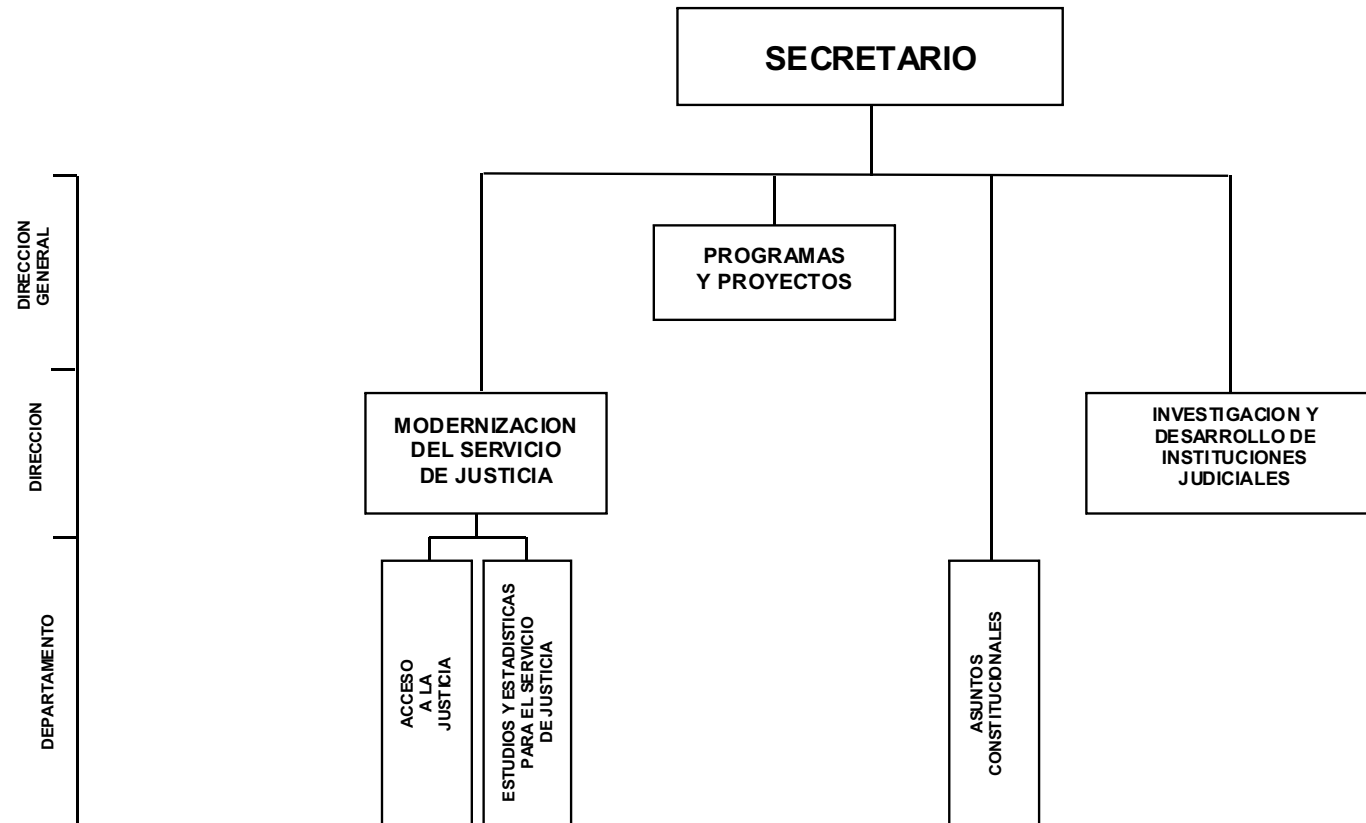 SECRETARIO
DIRECCION
GENERAL
PROGRAMAS
Y PROYECTOS
DIRECCION
MODERNIZACION
DEL SERVICIO
DE JUSTICIA
INVESTIGACION Y
DESARROLLO DE
INSTITUCIONES
JUDICIALES
DEPARTAMENTO
ACCESO
A LA
JUSTICIA
ESTUDIOS Y ESTADISTICAS
PARA EL SERVICIO
DE JUSTICIA
ASUNTOS
CONSTITUCIONALES